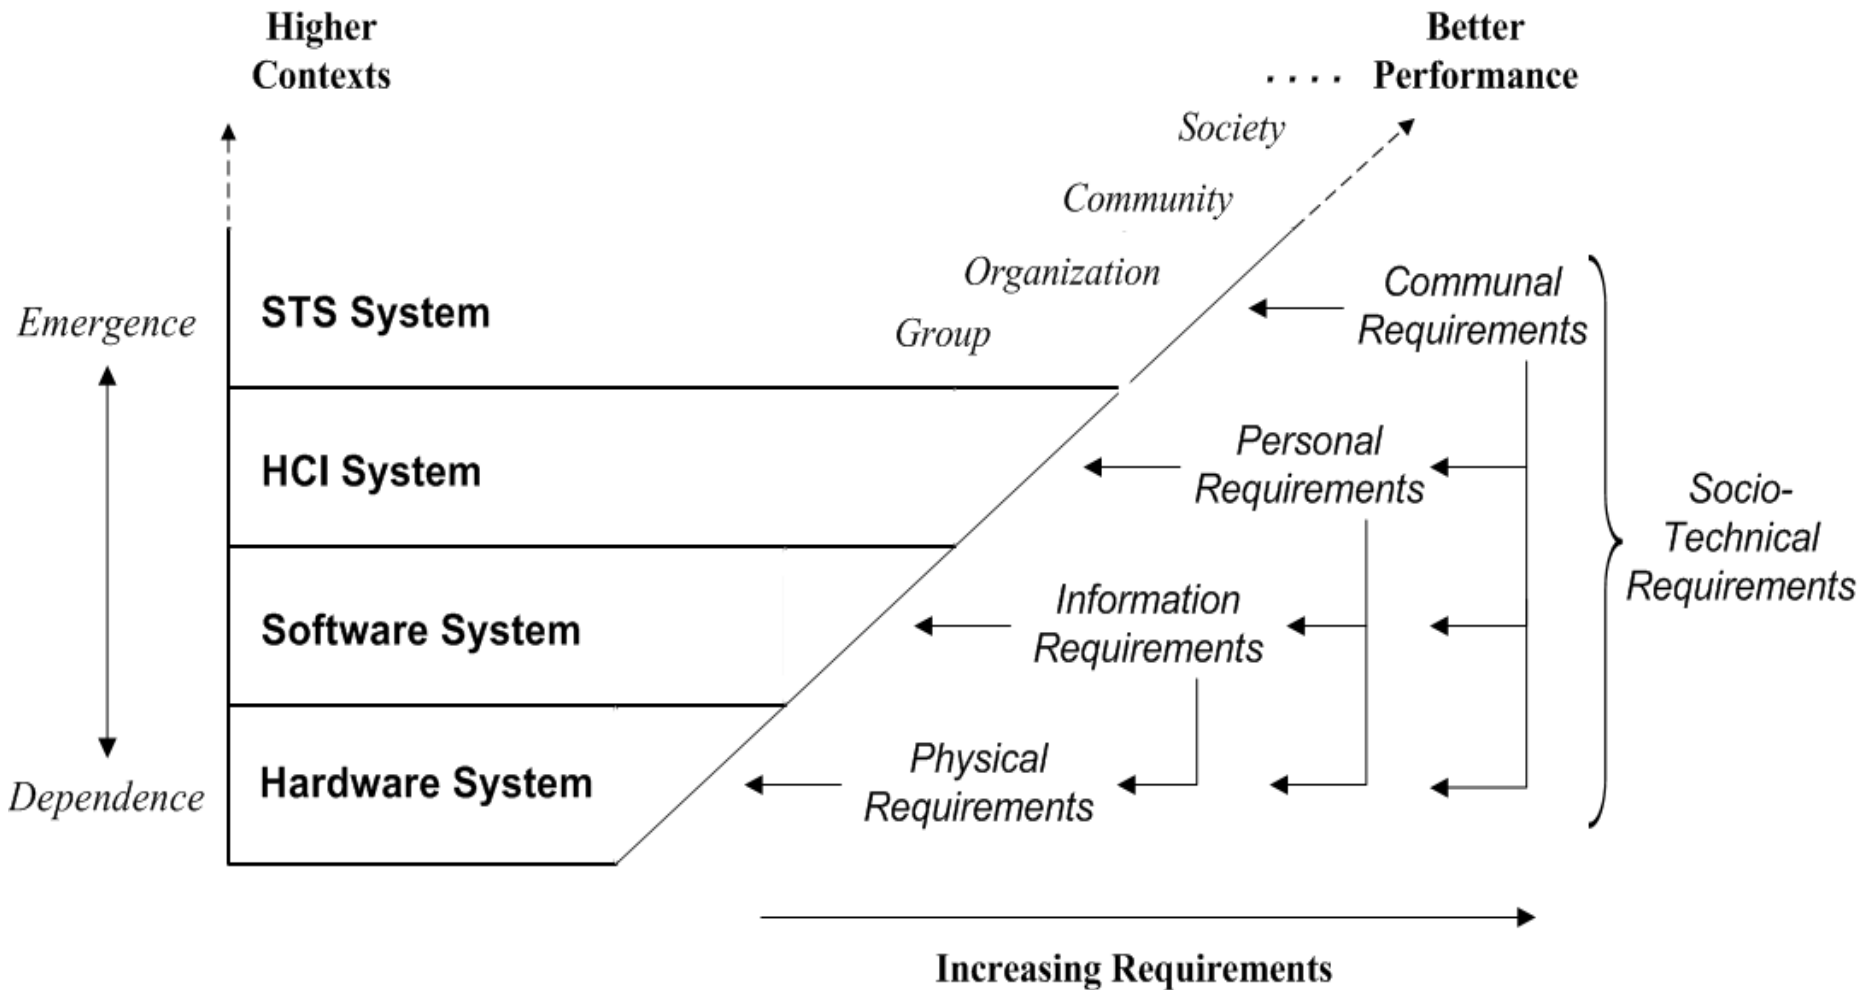 Higher
Contexts
Better
Performance
. . . .
Society
Community
Organization
Group
Emergence
Dependence
STS System
HCI System
Software System
Hardware System
Communal
Requirements
Personal
Requirements
Information
Requirements
Physical
Requirements
Socio-
Technical
Requirements
Increasing Requirements